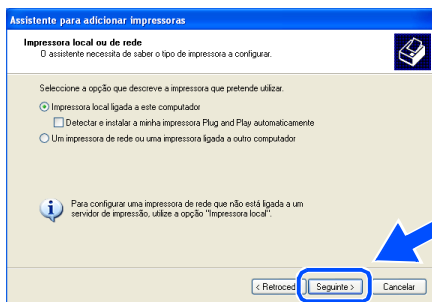 Assistente para adicionar impressoras
Impressora local ou de rede
O assistente necessita de saber o tipo de impressora a configurar.
Seleccione a opção que descreve a impressora que pretende utilizar.
Impressora local ligada a este computador
Detectar e instalar a minha impressora Plug and Play automaticamente
Um impressora de rede ou uma impressora ligada a outro computador
Para configurar uma impressora de rede que não está ligada a um
servidor de impressão, utilize a opção "Impressora local".
< Retroced
Seguinte >
Cancelar